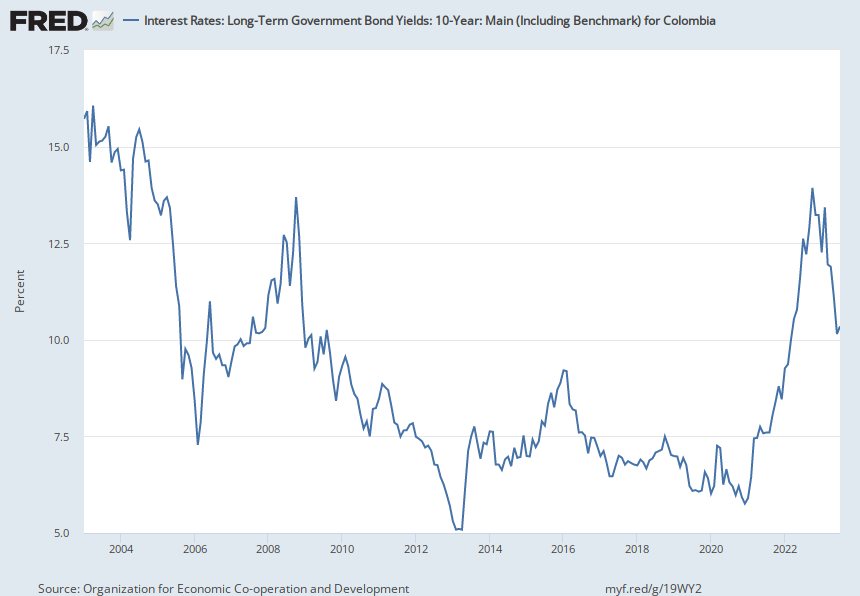 FRED Interest Rates: Long-Term Government Bond Yields: 10-Year: Main (Including Benchmark) for Colombia
17.5
15.0
12.5
10.0
7.5
5.0
Percent
2004 2006 2008 2010 2012 2014 2016 2018 2020 2022
Source: Organization for Economic Co-operation and Development myf.red/g/19WY2